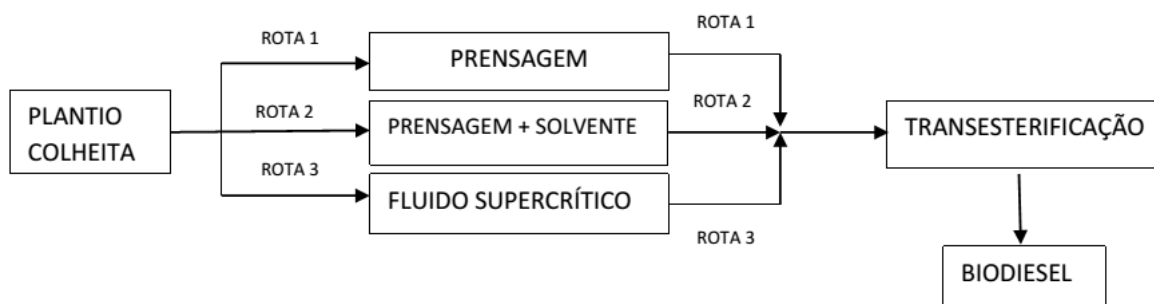 ROTA 1
PRENSAGEM
ROTA 1
PLANTIO
COLHEITA
ROTA 2
PRENSAGEM + SOLVENTE
ROTA 2
TRANSESTERIFICAÇÃO
ROTA 3
FLUIDO SUPERCRÍTICO
ROTA 3
BIODIESEL